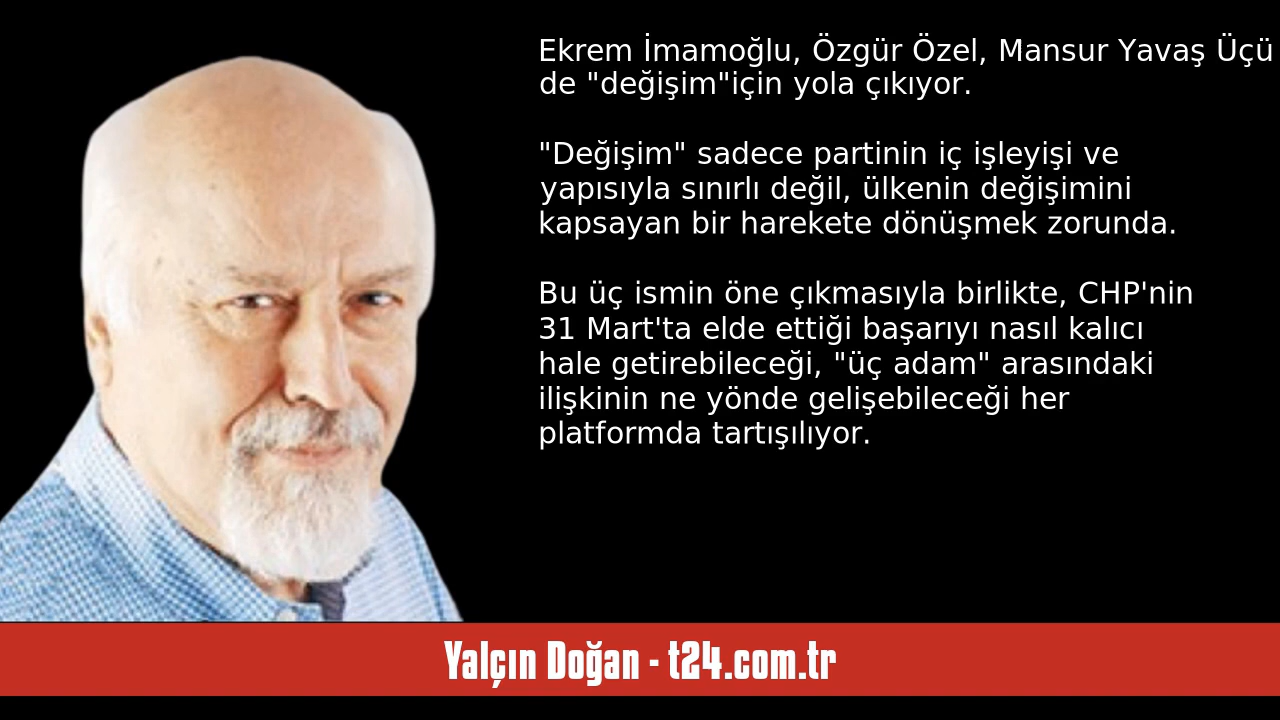 Ekrem İmamoğlu, Özgür Özel, Mansur Yavaş Üçü
de "değişim"için yola çıkıyor.
"Değişim" sadece partinin iç işleyişi ve
yapısıyla sınırlı değil, ülkenin değişimini
kapsayan bir harekete dönüşmek zorunda.
Bu üç ismin öne çıkmasıyla birlikte, CHP'nin
31 Mart'ta elde ettiği başarıyı nasıl kalıcı
hale getirebileceği, "üç adam" arasındaki
ilişkinin ne yönde gelişebileceği her
platformda tartışılıyor.
Yalçın Doğan - t24.com.tr